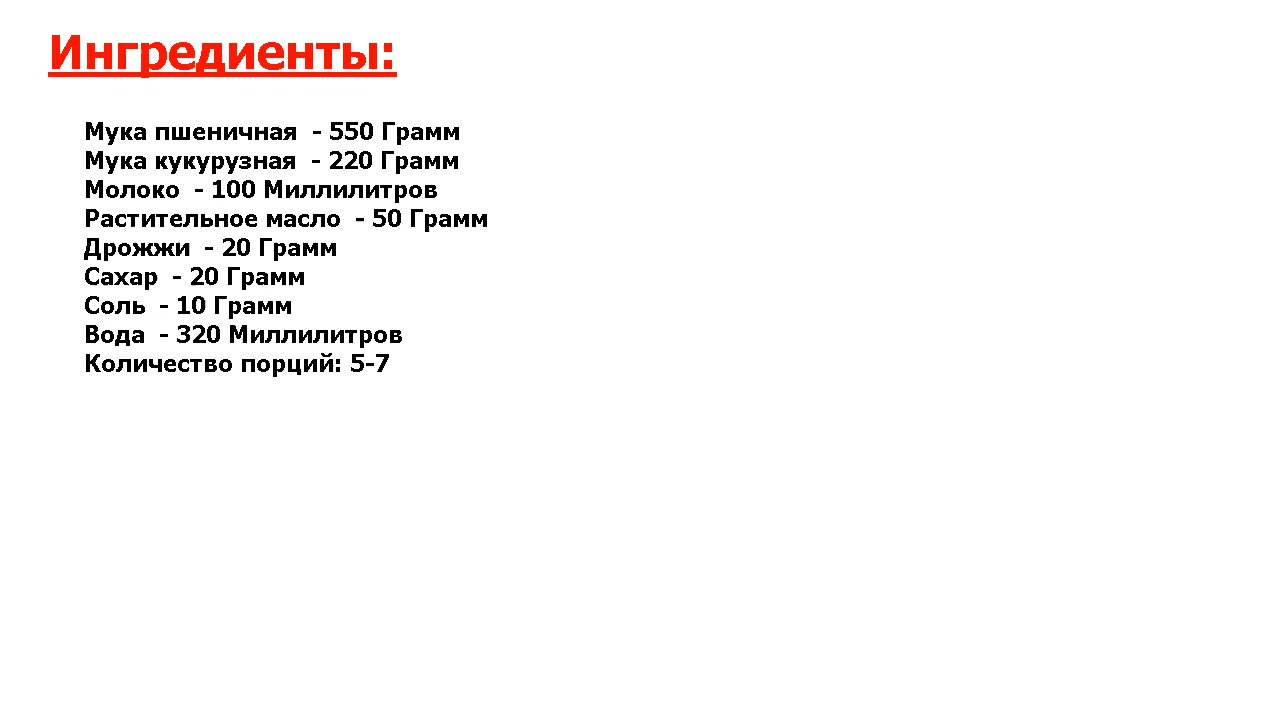 Ингредиенты:
Мука пшеничная  - 550 Грамм
Мука кукурузная  - 220 Грамм
Молоко  - 100 Миллилитров
Растительное масло  - 50 Грамм
Дрожжи  - 20 Грамм
Сахар  - 20 Грамм
Соль  - 10 Грамм
Вода  - 320 Миллилитров
Количество порций: 5-7